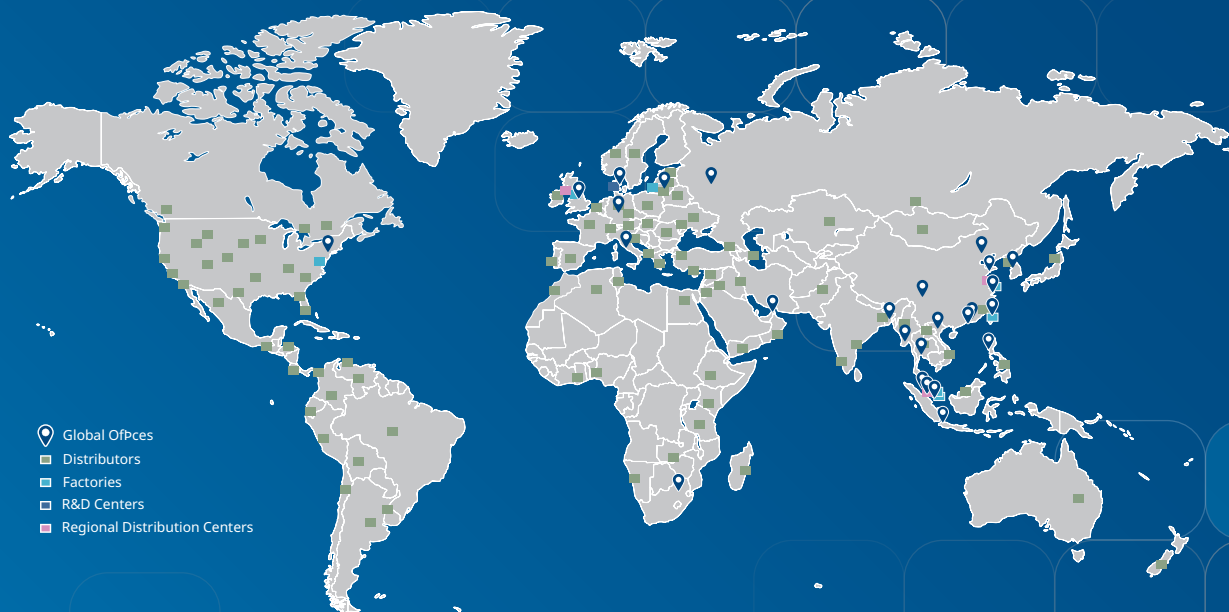 Global OfÞces
Distributors
Factories
R&D Centers
Regional Distribution Centers